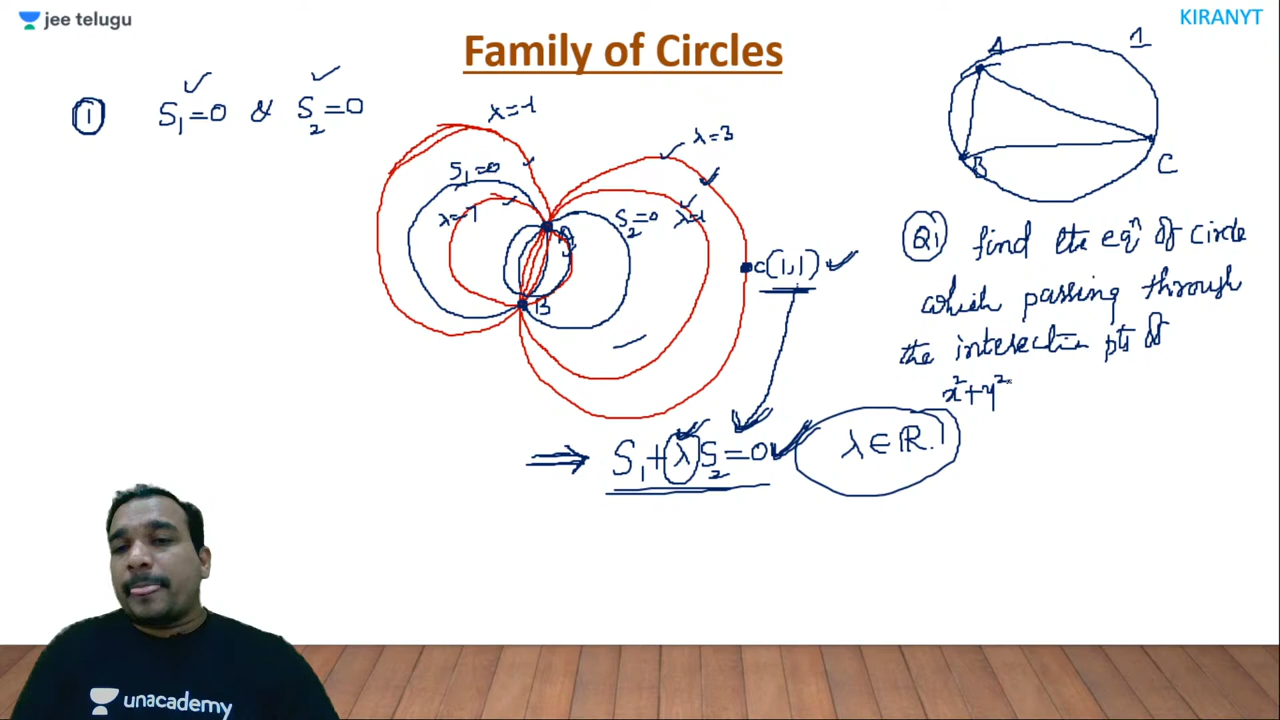 jee telugu
KIRANYT
Family of Circles
① S₁=0 & S₂=0
λ=-1
λ=3
S₁=0
λ=-7
S₂=0
λ=1
A
B
C(1,1)
⇒ S₁+λS₂=0
λ∈ℝ.
1
A
B
C
Q1 find the eqⁿ of circle
which passing through
the intersection pts of
x²+y²
unacademy